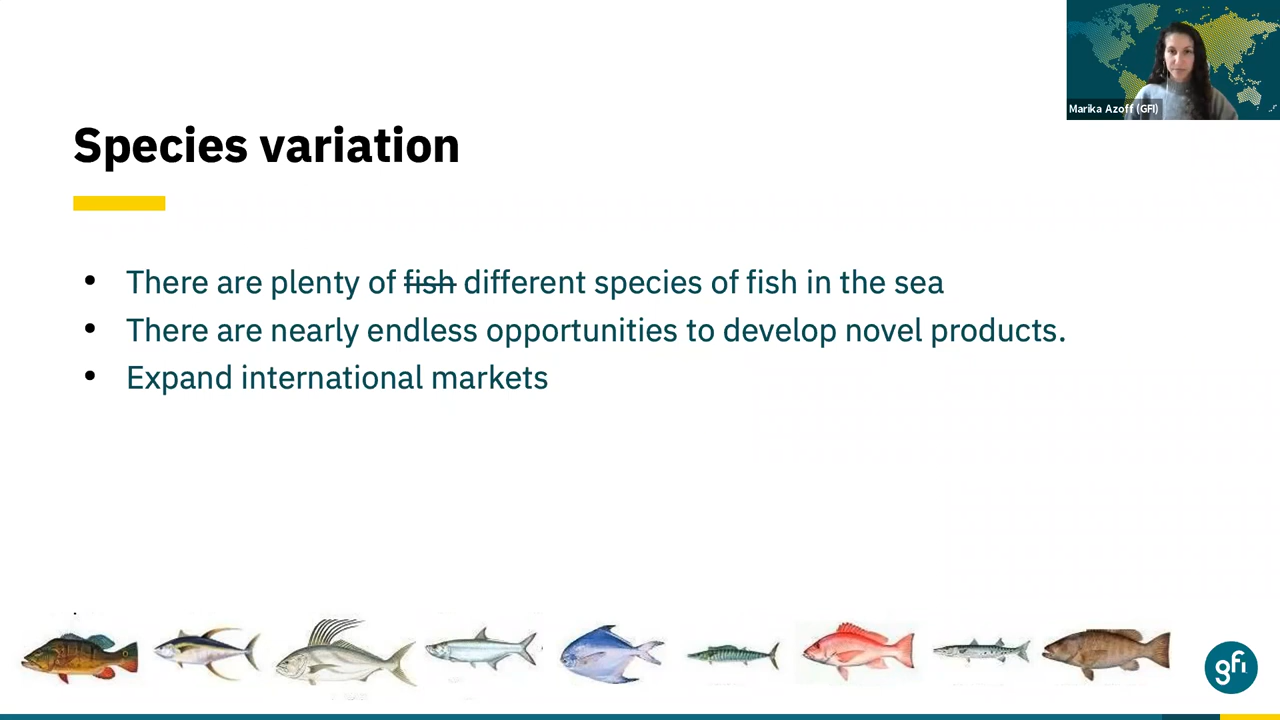 Marika Azoff (GFI)
Species variation
• There are plenty of fish different species of fish in the sea
• There are nearly endless opportunities to develop novel products.
• Expand international markets
gfi